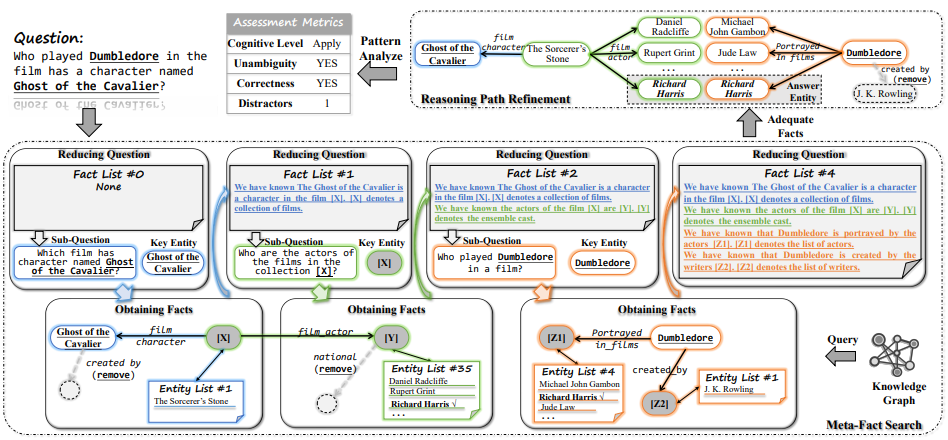 Question:
Who played Dumbledore in the
film has a character named
Ghost of the Cavalier?
Assessment Metrics
Cognitive Level Apply
Unambiguity YES
Correctness YES
Distractors 1
Pattern
Analyze
Ghost of the
Cavalier
film
character
The Sorcerer's
Stone
film
actor
Daniel
Radcliffe
Rupert Grint
...
Richard Harris
Michael
John Gambon
Jude Law
...
Richard Harris
Portrayed
in films
Dumbledore
created by
(remove)
J. K. Rowling
Answer
Entity
Reasoning Path Refinement
Adequate
Facts
Reducing Question
Fact List #0
None
Sub-Question
Which film has
character named Ghost
of the Cavalier?
Key Entity
Ghost of the
Cavalier
Reducing Question
Fact List #1
We have known The Ghost of the Cavalier is
a character in the film [X]. [X] denotes a
collection of films.
Sub-Question
Who are the actors of
the films in the
collection [X]?
Key Entity
[X]
Reducing Question
Fact List #2
We have known The Ghost of the Cavalier is a character
in the film [X]. [X] denotes a collection of films.
We have known the actors of the film [X] are [Y]. [Y]
denotes the ensemble cast.
Sub-Question
Who played Dumbledore
in a film?
Key Entity
Dumbledore
Reducing Question
Fact List #4
We have known The Ghost of the Cavalier is a character
in the film [X]. [X] denotes a collection of films.
We have known the actors of the film [X] are [Y]. [Y]
denotes the ensemble cast.
We have known that Dumbledore is portrayed by the
actors [Z1]. [Z1] denotes the list of actors.
We have known that Dumbledore is created by the
writers [Z2]. [Z2] denotes the list of writers.
Obtaining Facts
Ghost of the
Cavalier
film
character
[X]
created by
(remove)
Entity List #1
The Sorcerer's Stone
film_actor
Obtaining Facts
[Y]
national
(remove)
Entity List #35
Daniel Radcliffe
Rupert Grint
Richard Harris √
...
Obtaining Facts
[Z1]
Portrayed
in_films
Dumbledore
created_by
Entity List #4
Michael John Gambon
Richard Harris √
Jude Law
...
[Z2]
Entity List #1
J. K. Rowling
Query
Knowledge
Graph
Meta-Fact Search